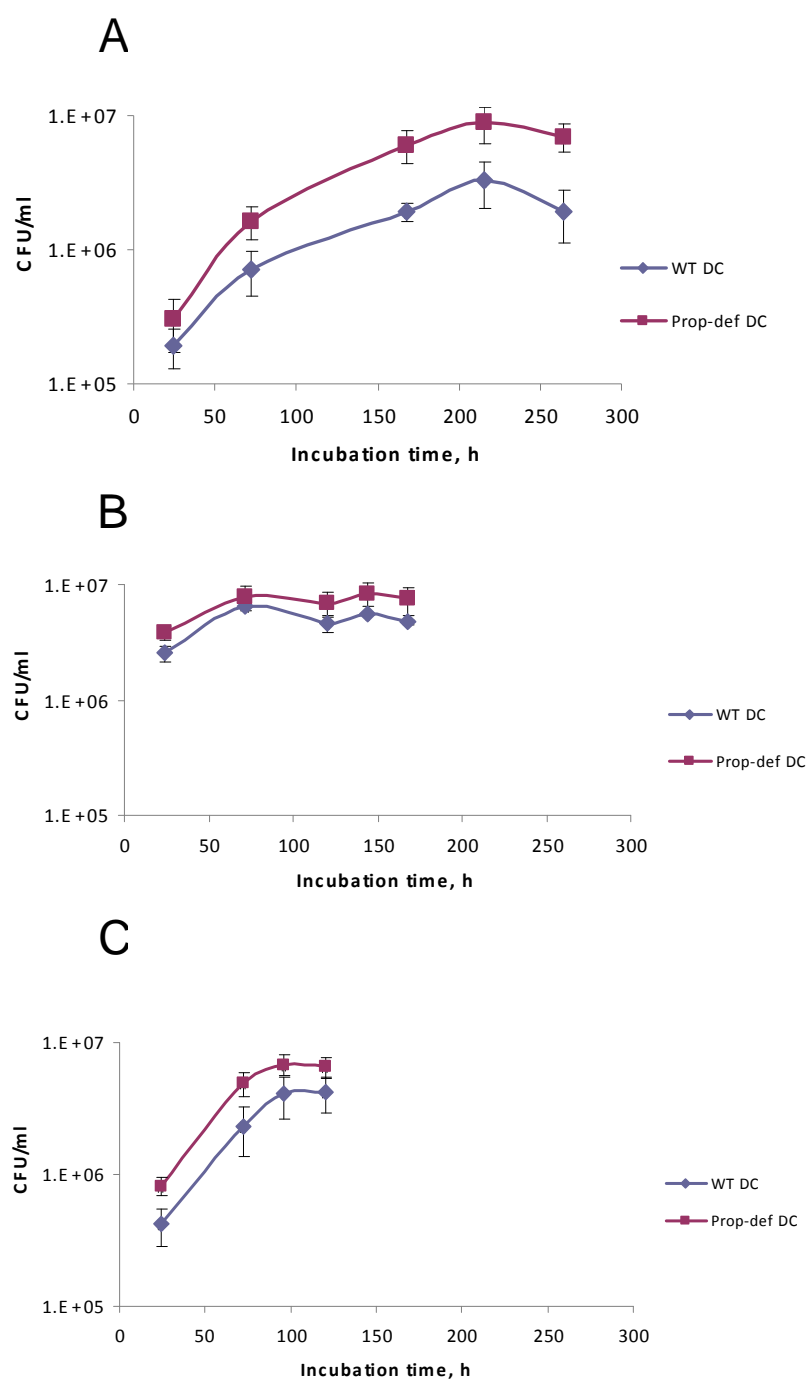 A
1.E +07
1.E +06
1.E +05
CFU/ml
0 50 100 150 200 250 300
Incubation time, h
WT DC
Prop-def DC
B
1.E +07
1.E +06
1.E +05
CFU/ml
0 50 100 150 200 250 300
Incubation time, h
WT DC
Prop-def DC
C
1.E +07
1.E +06
1.E +05
CFU/ml
0 50 100 150 200 250 300
Incubation time, h
WT DC
Prop-def DC